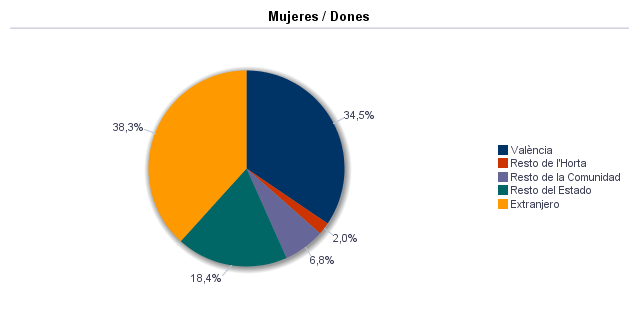 Mujeres / Dones
34,5%
38,3%
2,0%
6,8%
18,4%
València
Resto de l'Horta
Resto de la Comunidad
Resto del Estado
Extranjero